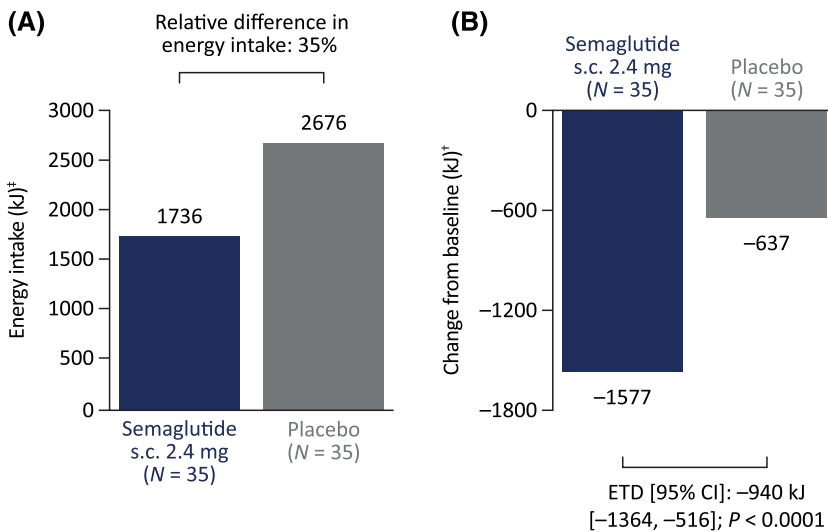 (A)
Relative difference in
energy intake: 35%
Energy intake (kJ)‡
3000
2500
2000
1500
1000
500
0
1736
2676
Semaglutide
s.c. 2.4 mg
(N = 35)
Placebo
(N = 35)
(B)
Semaglutide
s.c. 2.4 mg
(N = 35)
Placebo
(N = 35)
Change from baseline (kJ)†
0
−600
−1200
−1800
−1577
−637
ETD [95% CI]: −940 kJ
[−1364, −516]; P < 0.0001